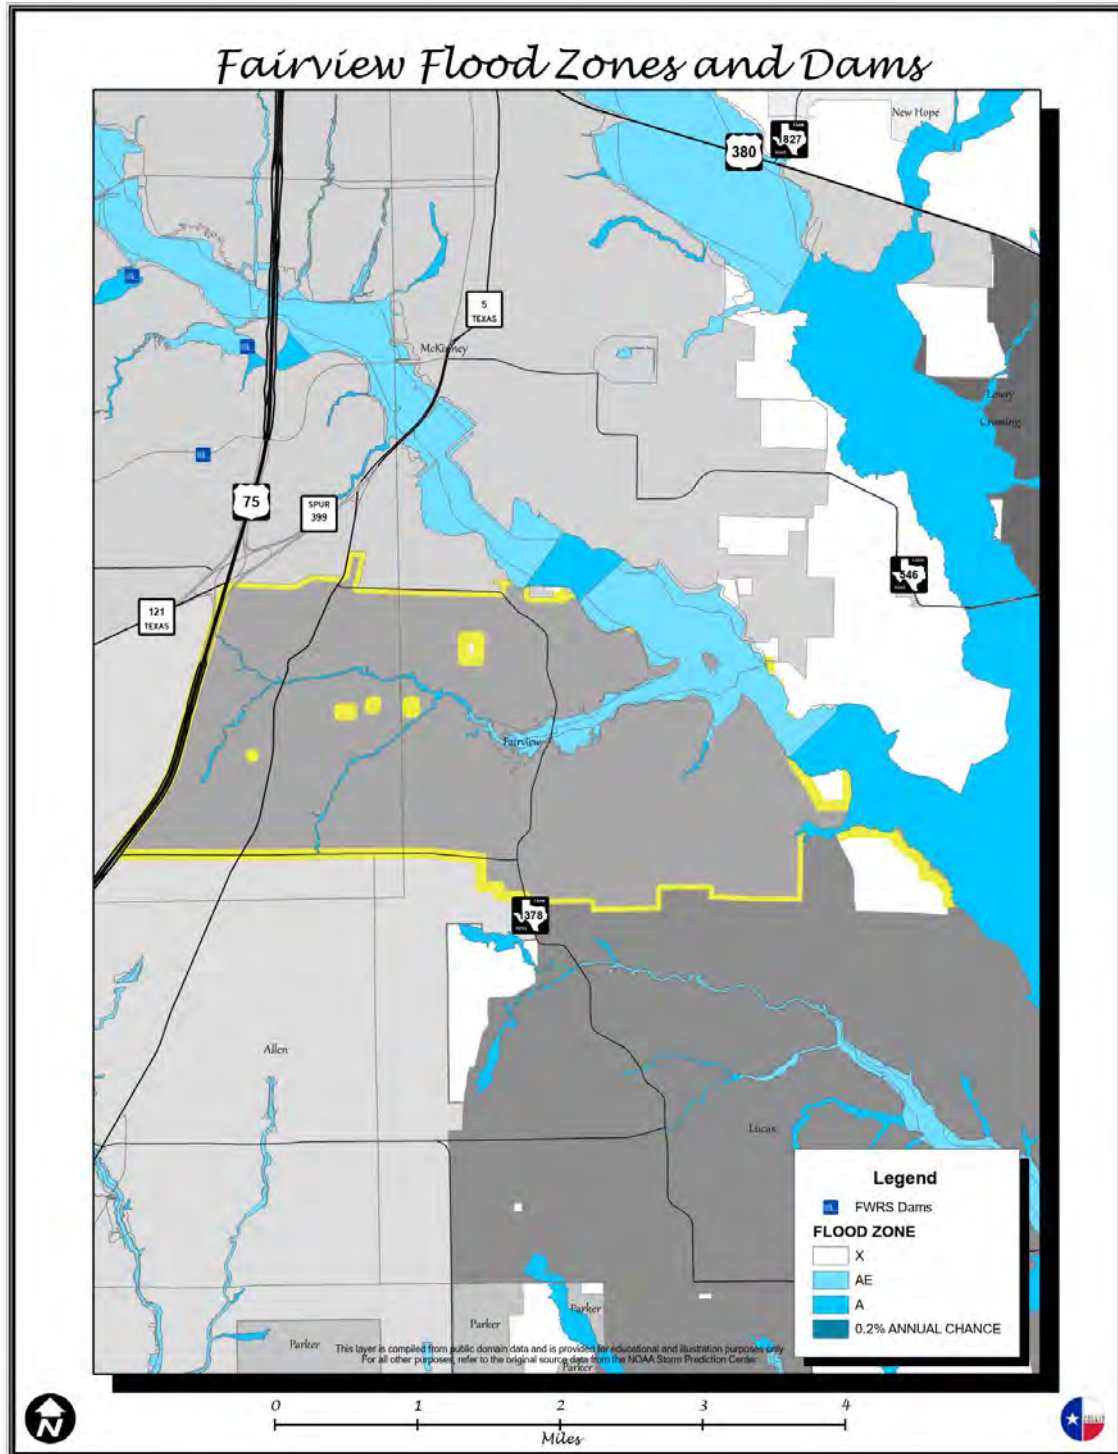 Fairview Flood Zones and Dams
New Hope
827
380
5
TEXAS
McKinney
Lowry
Crossing
75
SPUR
399
546
121
TEXAS
Fairview
378
Allen
Lucas
Legend
FWRS Dams
FLOOD ZONE
X
AE
A
0.2% ANNUAL CHANCE
Parker
Parker
Parker
This layer is compiled from public domain data and is provided for educational and illustration purposes only
For all other purposes, refer to the original source data from the NOAA Storm Prediction Center
Parker
N
0 1 2 3 4
Miles